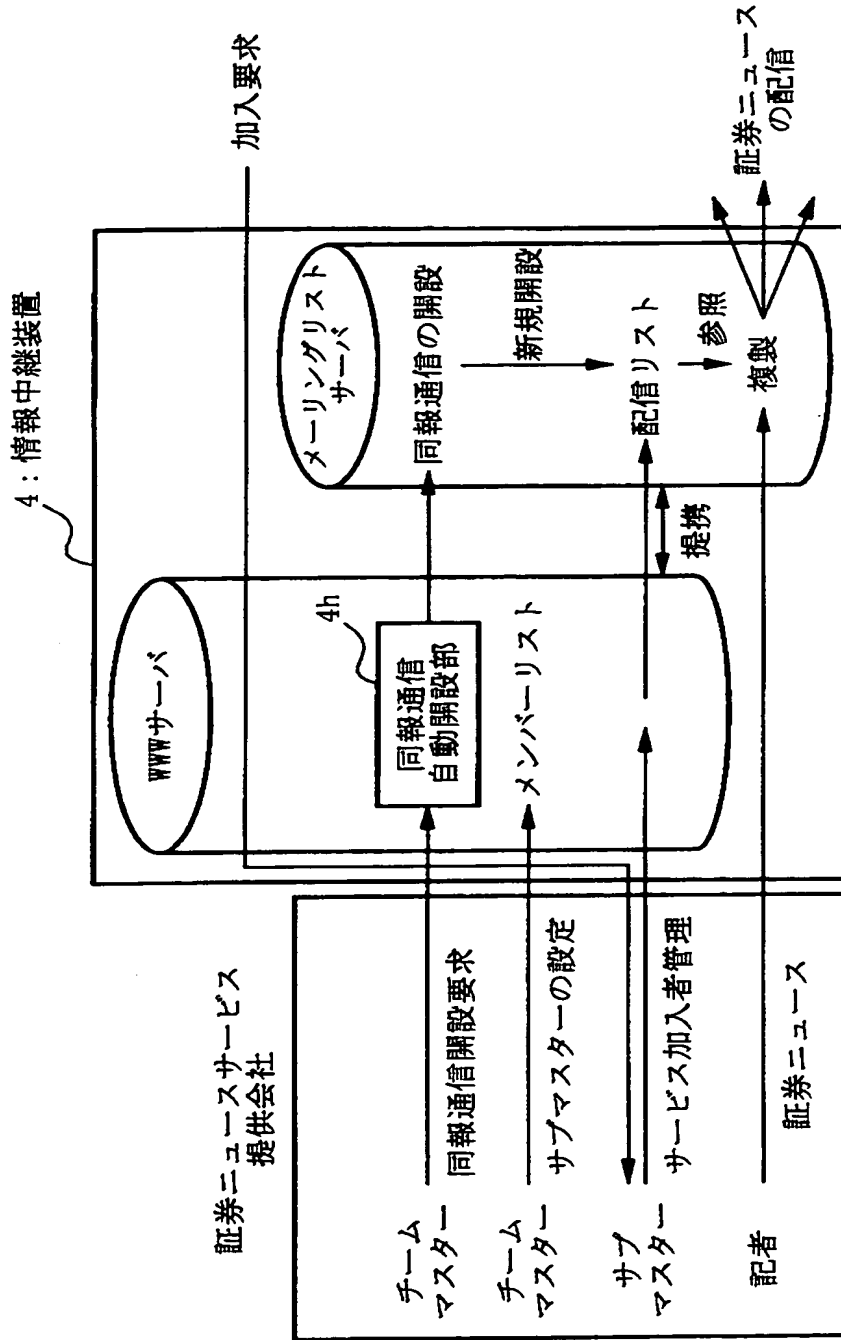 4：情報中継装置
加入要求
証券ニュースサービス
提供会社
WWWサーバ
メーリングリスト
サーバ
チーム
マスター
同報通信開設要求
4h
同報通信
自動開設部
同報通信の開設
新規開設
チーム
マスター
サブマスターの設定
メンバーリスト
サブ
マスター
サービス加入者管理
提携
配信リスト
参照
記者
証券ニュース
複製
証券ニュース
の配信